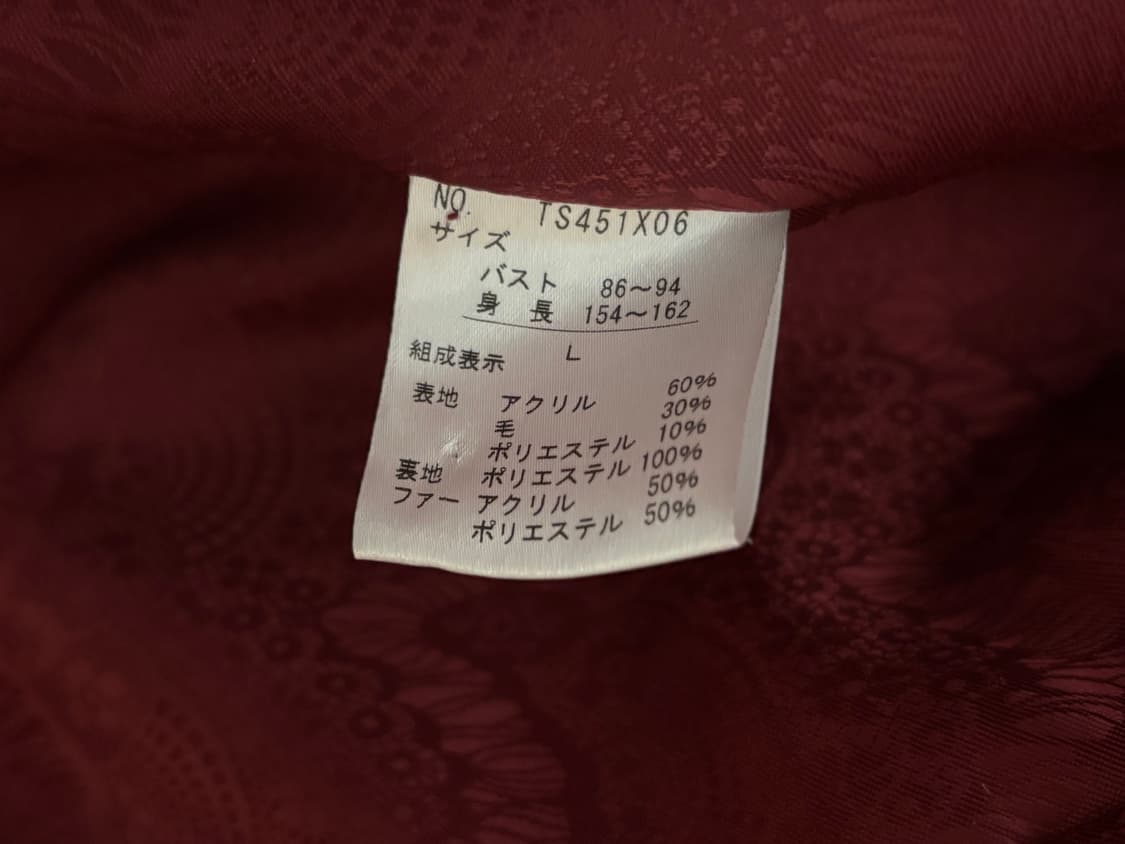 NO. TS451X06
サイズ
バスト 86～94
身 長 154～162
組成表示 L
表地 アクリル 60%
毛 30%
ポリエステル 10%
裏地 ポリエステル 100%
ファー アクリル 50%
ポリエステル 50%